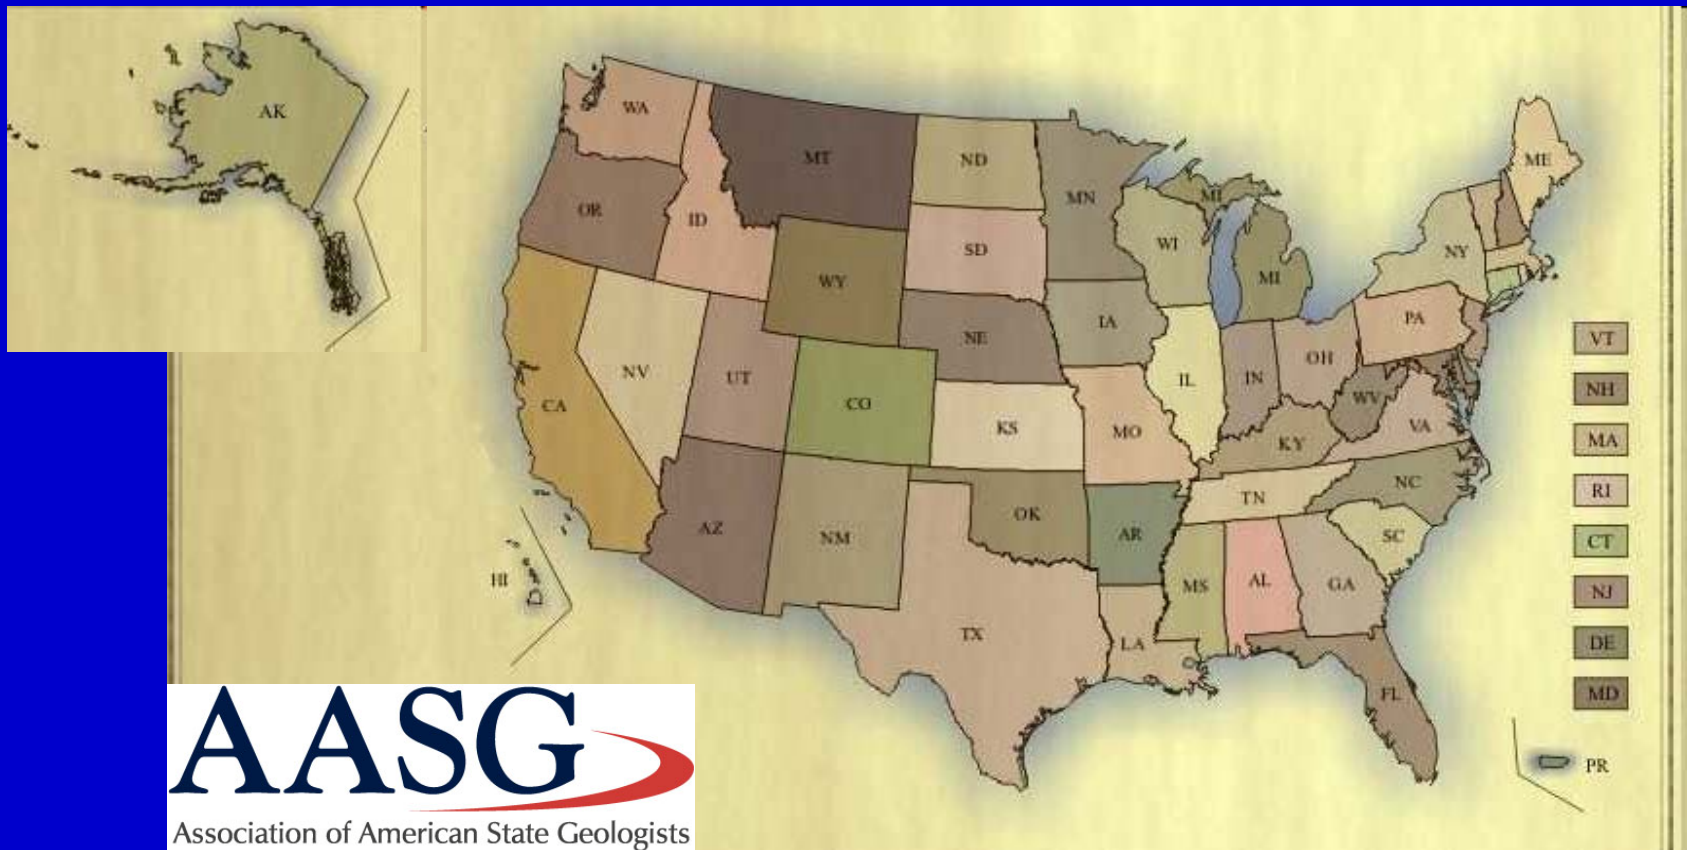 AK
WA
MT
ND
MN
ME
OR
ID
SD
WI
MI
NY
WY
MI
IA
PA
NE
OH
NV
UT
IN
IL
CA
CO
WV
KS
MO
VA
KY
TN
NC
AZ
NM
OK
AR
SC
HI
MS
AL
GA
TX
LA
FL
VT
NH
MA
RI
CT
NJ
DE
MD
PR
AASG
Association of American State Geologists